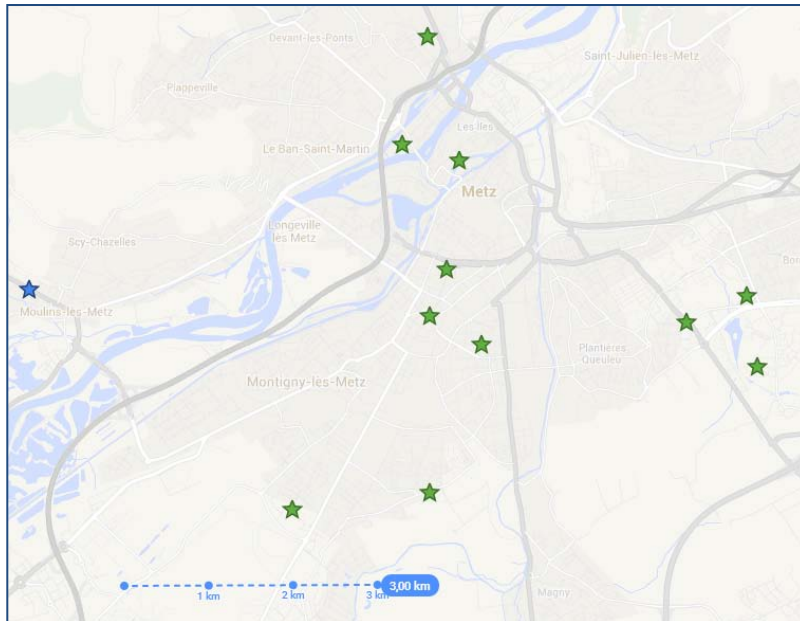 Devant-les-Ponts
Saint-Julien-lès-Metz
Plappeville
Les Iles
Le Ban-Saint-Martin
Metz
Longeville
lès Metz
Scy-Chazelles
Moulins-lès-Metz
Bor
Plantières
Queuleu
Montigny-lès-Metz
3,00 km
1 km
2 km
3 km
Magny